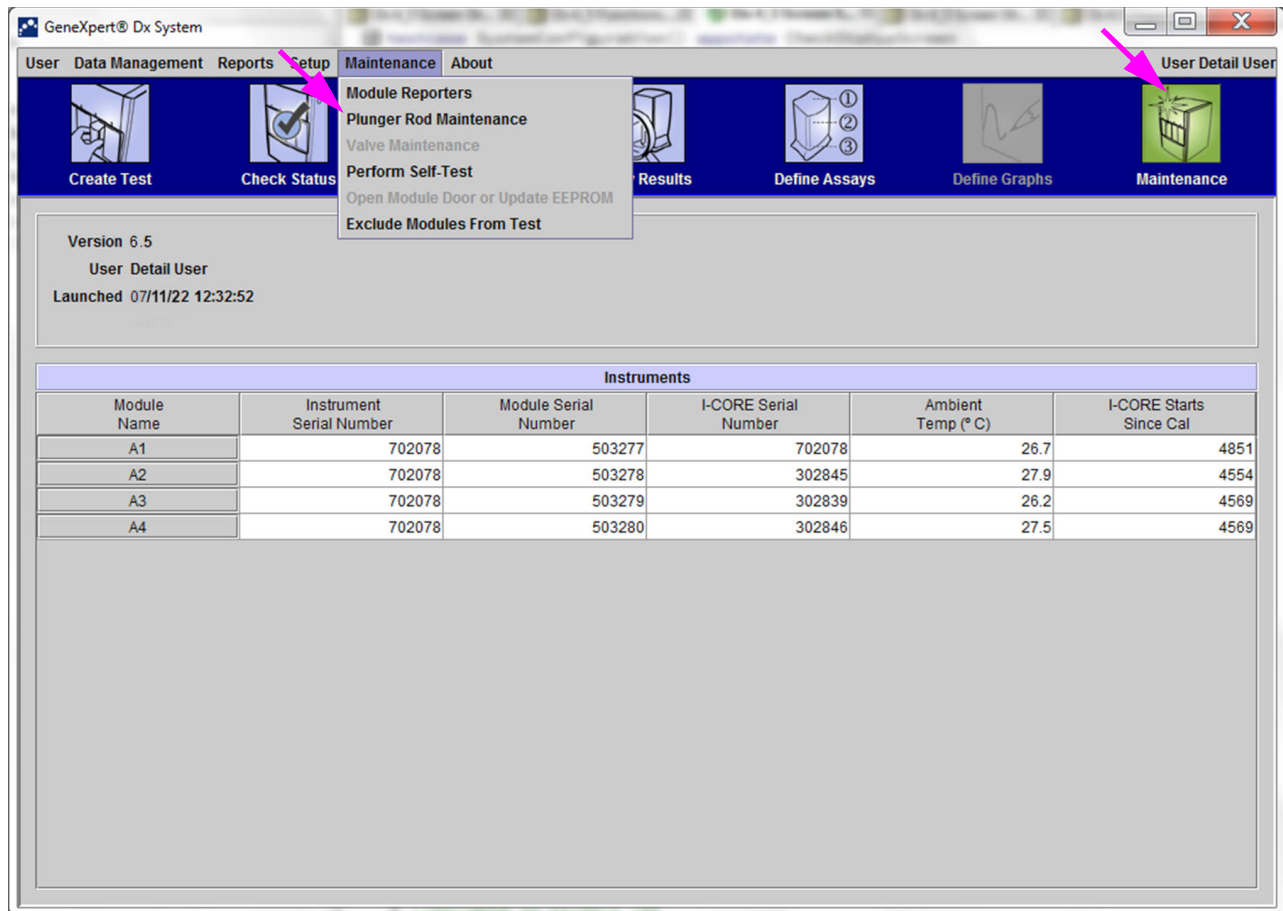 GeneXpert® Dx System
User Data Management Reports Setup Maintenance About User Detail User
Module Reporters
Plunger Rod Maintenance
Valve Maintenance
Perform Self-Test
Open Module Door or Update EEPROM
Exclude Modules From Test
① ② ③
Create Test Check Status Results Define Assays Define Graphs Maintenance
Version 6.5
User Detail User
Launched 07/11/22 12:32:52
Instruments
Module Name Instrument Serial Number Module Serial Number I-CORE Serial Number Ambient Temp (° C) I-CORE Starts Since Cal
A1 702078 503277 702078 26.7 4851
A2 702078 503278 302845 27.9 4554
A3 702078 503279 302839 26.2 4569
A4 702078 503280 302846 27.5 4569